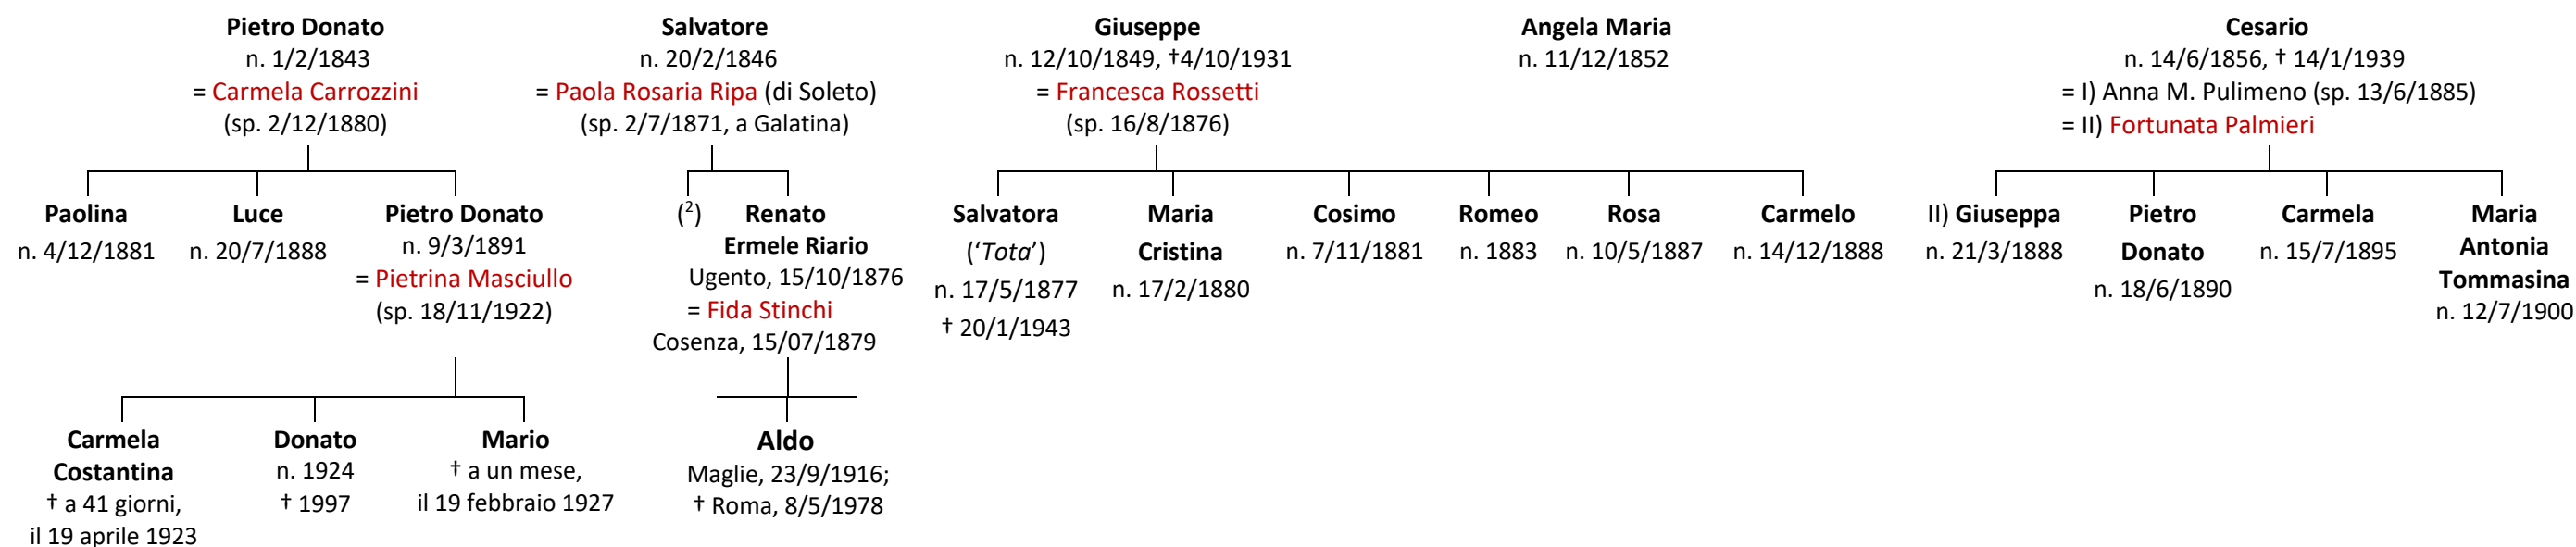 Pietro Donato
n. 1/2/1843
= Carmela Carrozzini
(sp. 2/12/1880)
Salvatore
n. 20/2/1846
= Paola Rosaria Ripa (di Soleto)
(sp. 2/7/1871, a Galatina)
Giuseppe
n. 12/10/1849, †4/10/1931
= Francesca Rossetti
(sp. 16/8/1876)
Angela Maria
n. 11/12/1852
Cesario
n. 14/6/1856, † 14/1/1939
= I) Anna M. Pulimeno (sp. 13/6/1885)
= II) Fortunata Palmieri
Paolina
n. 4/12/1881
Luce
n. 20/7/1888
Pietro Donato
n. 9/3/1891
= Pietrina Masciullo
(sp. 18/11/1922)
(²)
Renato
Ermele Riario
Ugento, 15/10/1876
= Fida Stinchi
Cosenza, 15/07/1879
Salvatora
(‘Tota’)
n. 17/5/1877
† 20/1/1943
Maria
Cristina
n. 17/2/1880
Cosimo
n. 7/11/1881
Romeo
n. 1883
Rosa
n. 10/5/1887
Carmelo
n. 14/12/1888
II) Giuseppa
n. 21/3/1888
Pietro
Donato
n. 18/6/1890
Carmela
n. 15/7/1895
Maria
Antonia
Tommasina
n. 12/7/1900
Carmela
Costantina
† a 41 giorni,
il 19 aprile 1923
Donato
n. 1924
† 1997
Mario
† a un mese,
il 19 febbraio 1927
Aldo
Maglie, 23/9/1916;
† Roma, 8/5/1978